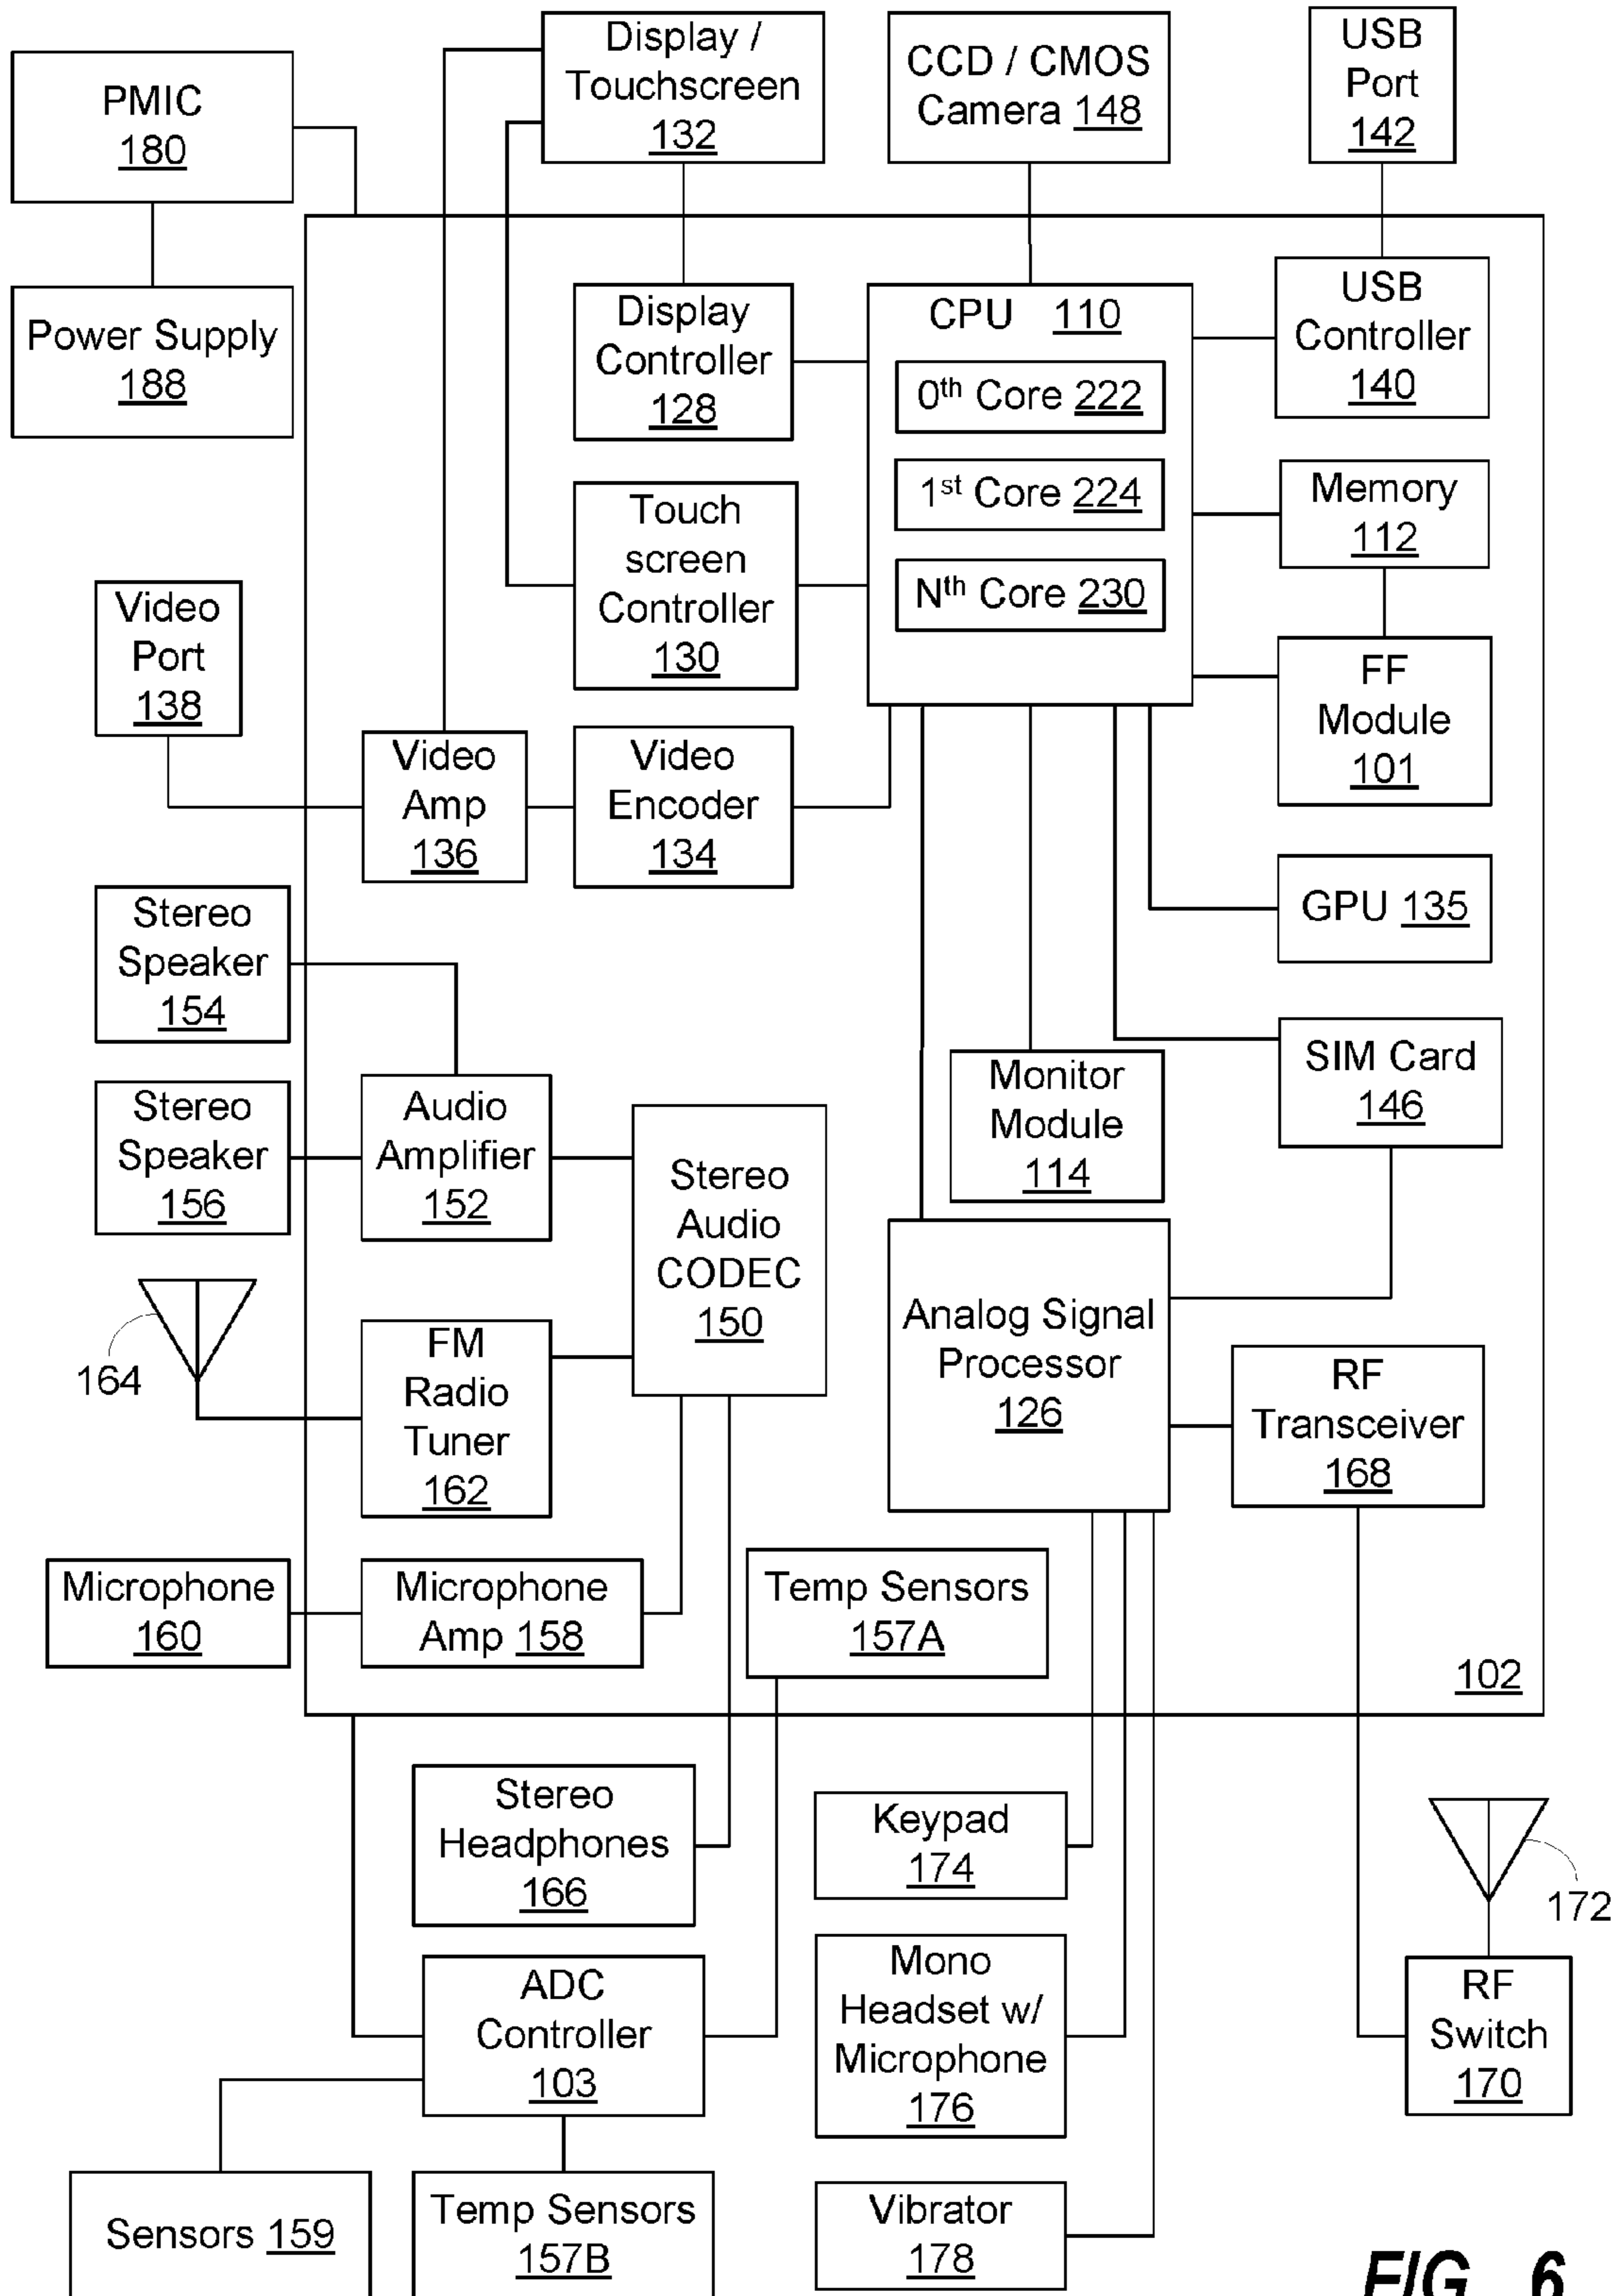 PMIC
180
Display /
Touchscreen
132
CCD / CMOS
Camera 148
USB
Port
142
Power Supply
188
Display
Controller
128
CPU 110
0th Core 222
1st Core 224
Nth Core 230
USB
Controller
140
Memory
112
Touch
screen
Controller
130
Video
Port
138
FF
Module
101
Video
Amp
136
Video
Encoder
134
GPU 135
Stereo
Speaker
154
SIM Card
146
Monitor
Module
114
Stereo
Speaker
156
Audio
Amplifier
152
Stereo
Audio
CODEC
150
Analog Signal
Processor
126
164
FM
Radio
Tuner
162
RF
Transceiver
168
Microphone
160
Microphone
Amp 158
Temp Sensors
157A
102
Stereo
Headphones
166
Keypad
174
172
ADC
Controller
103
Mono
Headset w/
Microphone
176
RF
Switch
170
Sensors 159
Temp Sensors
157B
Vibrator
178
FIG. 6